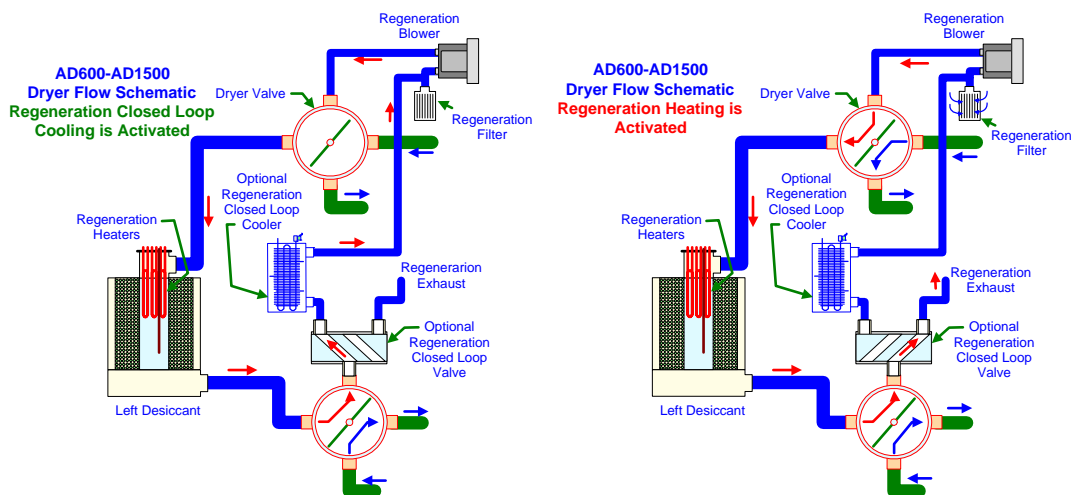 Regeneration
Blower
AD600-AD1500
Dryer Flow Schematic
Regeneration Closed Loop
Cooling is Activated
Dryer Valve
Regeneration
Filter
Optional
Regeneration
Closed Loop
Cooler
Regeneration
Heaters
Regenerarion
Exhaust
Optional
Regeneration
Closed Loop
Valve
Left Desiccant
Regeneration
Blower
AD600-AD1500
Dryer Flow Schematic
Regeneration Heating is
Activated
Dryer Valve
Regeneration
Filter
Optional
Regeneration
Closed Loop
Cooler
Regeneration
Heaters
Regeneration
Exhaust
Optional
Regeneration
Closed Loop
Valve
Left Desiccant